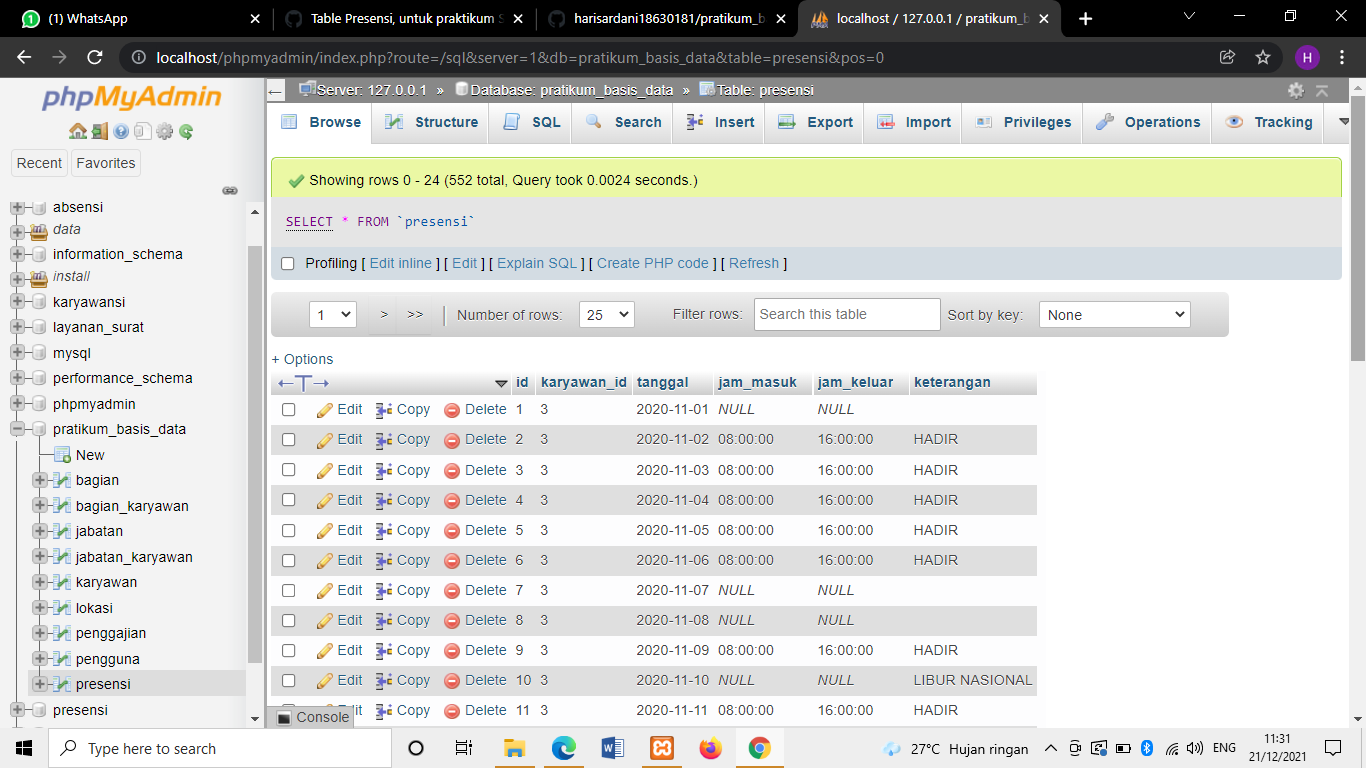 (1) WhatsApp
Table Presensi, untuk praktikum S
harisardani18630181/pratikum_b
localhost / 127.0.0.1 / pratikum_b
localhost/phpmyadmin/index.php?route=/sql&server=1&db=pratikum_basis_data&table=presensi&pos=0
H
phpMyAdmin
Recent
Favorites
absensi
data
information_schema
install
karyawansi
layanan_surat
mysql
performance_schema
phpmyadmin
pratikum_basis_data
New
bagian
bagian_karyawan
jabatan
jabatan_karyawan
karyawan
lokasi
penggajian
pengguna
presensi
presensi
Server: 127.0.0.1 » Database: pratikum_basis_data » Table: presensi
Browse Structure SQL Search Insert Export Import Privileges Operations Tracking
Showing rows 0 - 24 (552 total, Query took 0.0024 seconds.)
SELECT * FROM `presensi`
Profiling [ Edit inline ] [ Edit ] [ Explain SQL ] [ Create PHP code ] [ Refresh ]
1 > >> | Number of rows: 25 Filter rows: Search this table Sort by key: None
+ Options
←T→ id karyawan_id tanggal jam_masuk jam_keluar keterangan
Edit Copy Delete 1 3 2020-11-01 NULL NULL
Edit Copy Delete 2 3 2020-11-02 08:00:00 16:00:00 HADIR
Edit Copy Delete 3 3 2020-11-03 08:00:00 16:00:00 HADIR
Edit Copy Delete 4 3 2020-11-04 08:00:00 16:00:00 HADIR
Edit Copy Delete 5 3 2020-11-05 08:00:00 16:00:00 HADIR
Edit Copy Delete 6 3 2020-11-06 08:00:00 16:00:00 HADIR
Edit Copy Delete 7 3 2020-11-07 NULL NULL
Edit Copy Delete 8 3 2020-11-08 NULL NULL
Edit Copy Delete 9 3 2020-11-09 08:00:00 16:00:00 HADIR
Edit Copy Delete 10 3 2020-11-10 NULL NULL LIBUR NASIONAL
Edit Copy Delete 11 3 2020-11-11 08:00:00 16:00:00 HADIR
Console
Type here to search
27°C Hujan ringan
ENG
11:31
21/12/2021